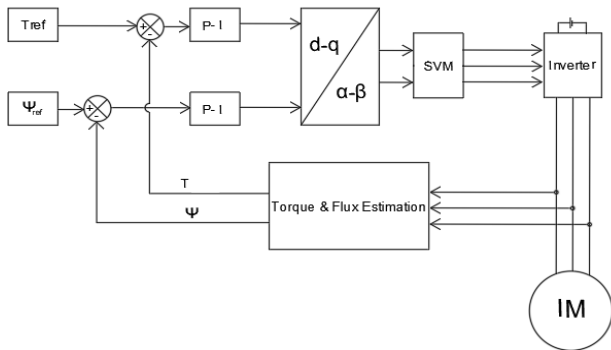 Tref
+
-
P- I
d-q
α-β
SVM
Inverter
Ψref
+
-
P- I
T
Ψ
Torque & Flux Estimation
IM